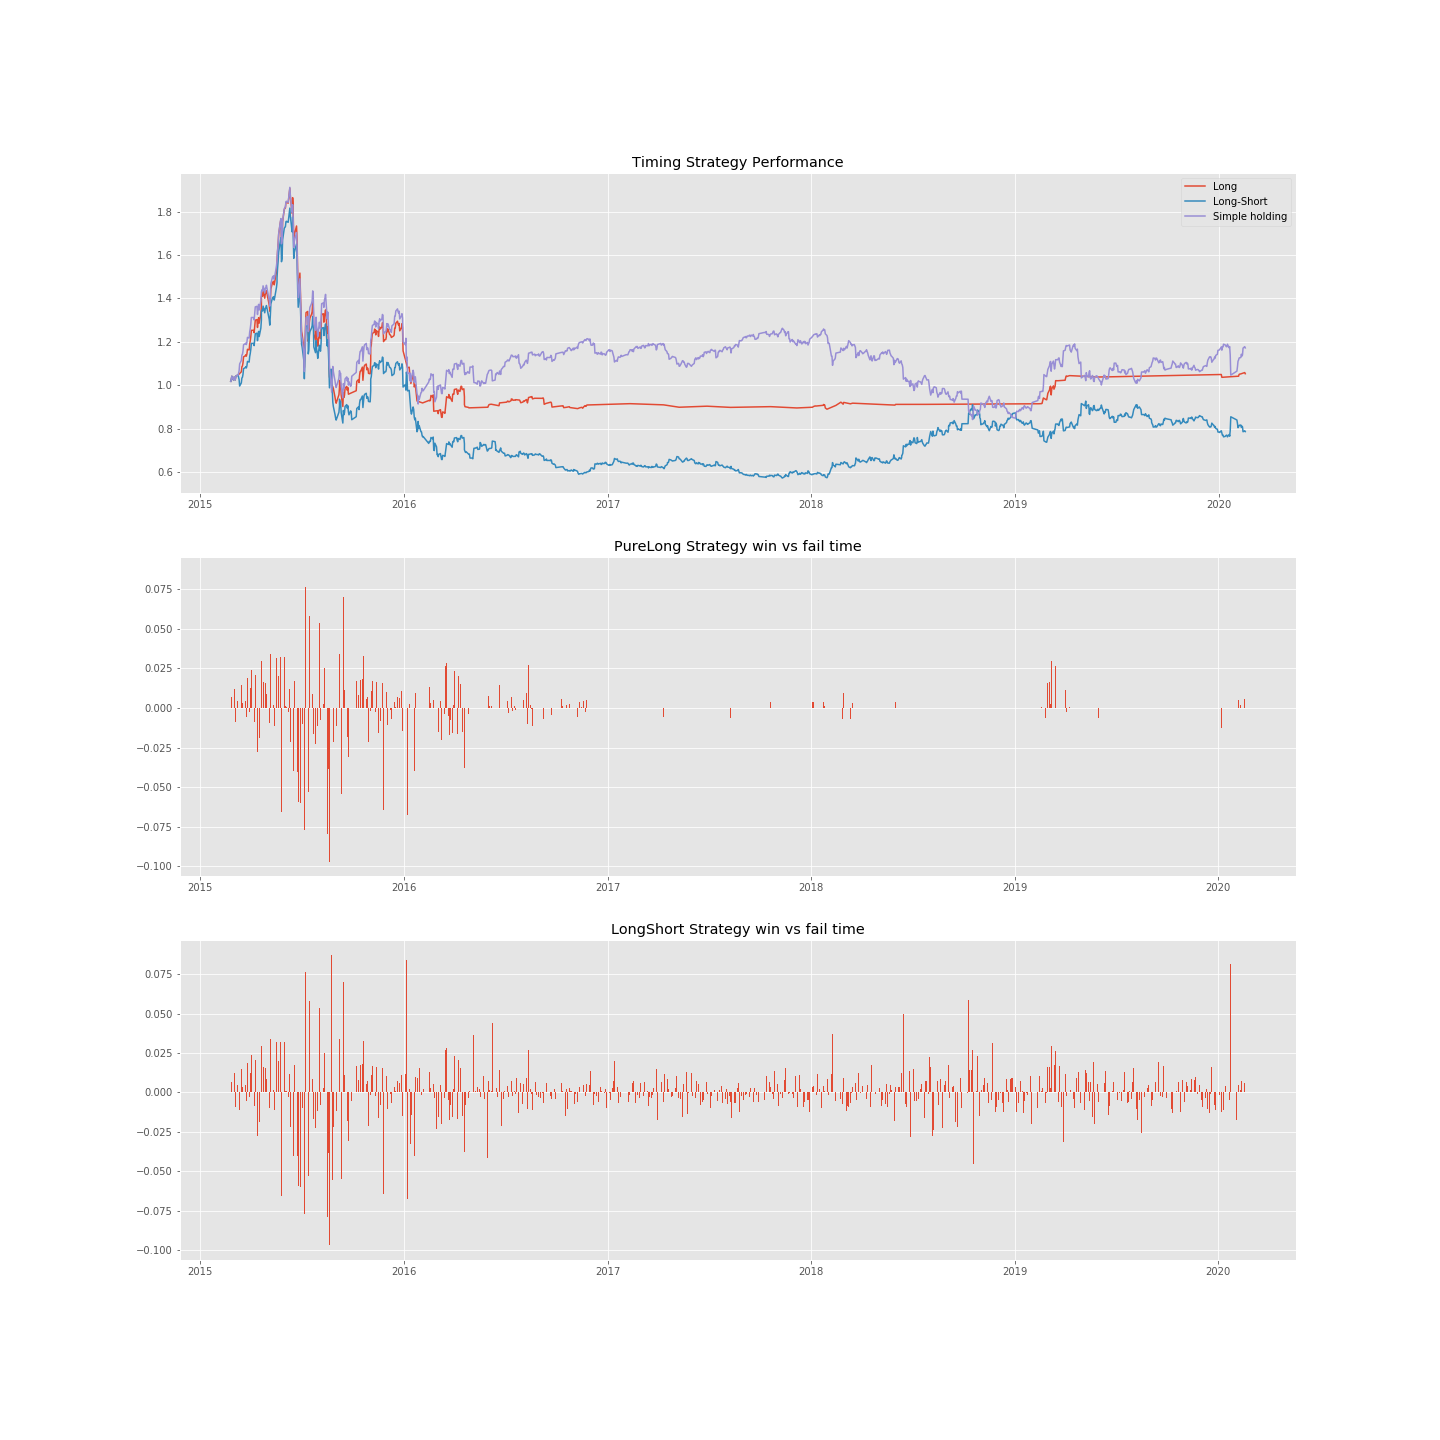 Timing Strategy Performance
Long
Long-Short
Simple holding
1.8
1.6
1.4
1.2
1.0
0.8
0.6
2015 2016 2017 2018 2019 2020
PureLong Strategy win vs fail time
0.075
0.050
0.025
0.000
−0.025
−0.050
−0.075
−0.100
2015 2016 2017 2018 2019 2020
LongShort Strategy win vs fail time
0.075
0.050
0.025
0.000
−0.025
−0.050
−0.075
−0.100
2015 2016 2017 2018 2019 2020